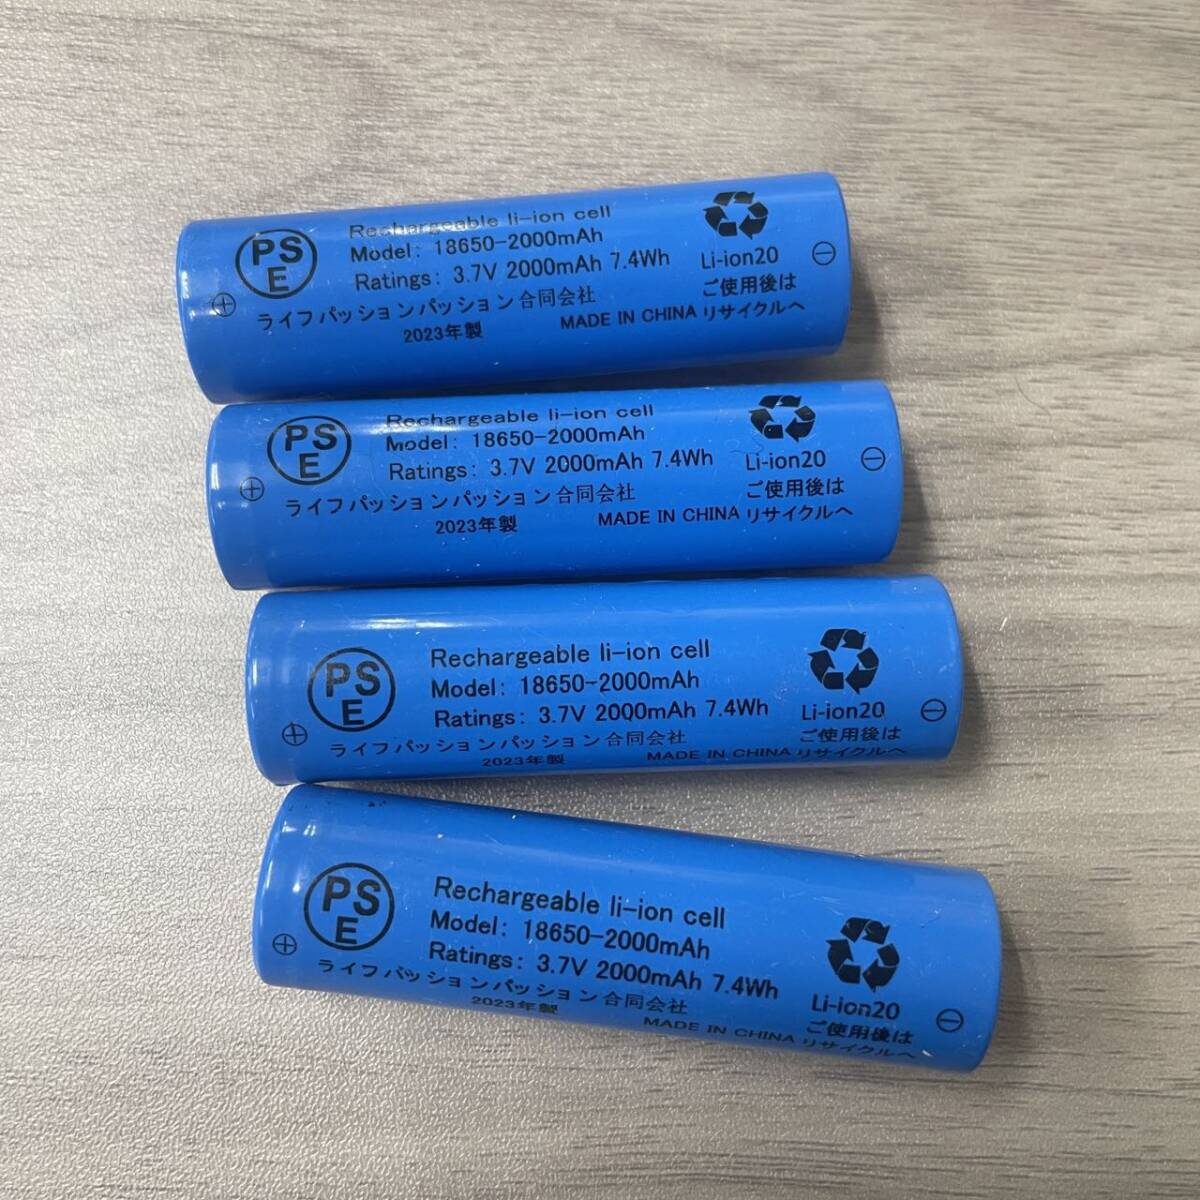 PS
E
Rechargeable li-ion cell
Model: 18650-2000mAh
Ratings: 3.7V 2000mAh 7.4Wh
Li-ion20
ご使用後は
リサイクルへ
ライフパッションパッション合同会社
2023年製
MADE IN CHINA
PS
E
Rechargeable li-ion cell
Model: 18650-2000mAh
Ratings: 3.7V 2000mAh 7.4Wh
Li-ion20
ご使用後は
リサイクルへ
ライフパッションパッション合同会社
2023年製
MADE IN CHINA
PS
E
Rechargeable li-ion cell
Model: 18650-2000mAh
Ratings: 3.7V 2000mAh 7.4Wh
Li-ion20
ご使用後は
リサイクルへ
ライフパッションパッション合同会社
2023年製
MADE IN CHINA
PS
E
Rechargeable li-ion cell
Model: 18650-2000mAh
Ratings: 3.7V 2000mAh 7.4Wh
Li-ion20
ご使用後は
リサイクルへ
ライフパッションパッション合同会社
2023年製
MADE IN CHINA